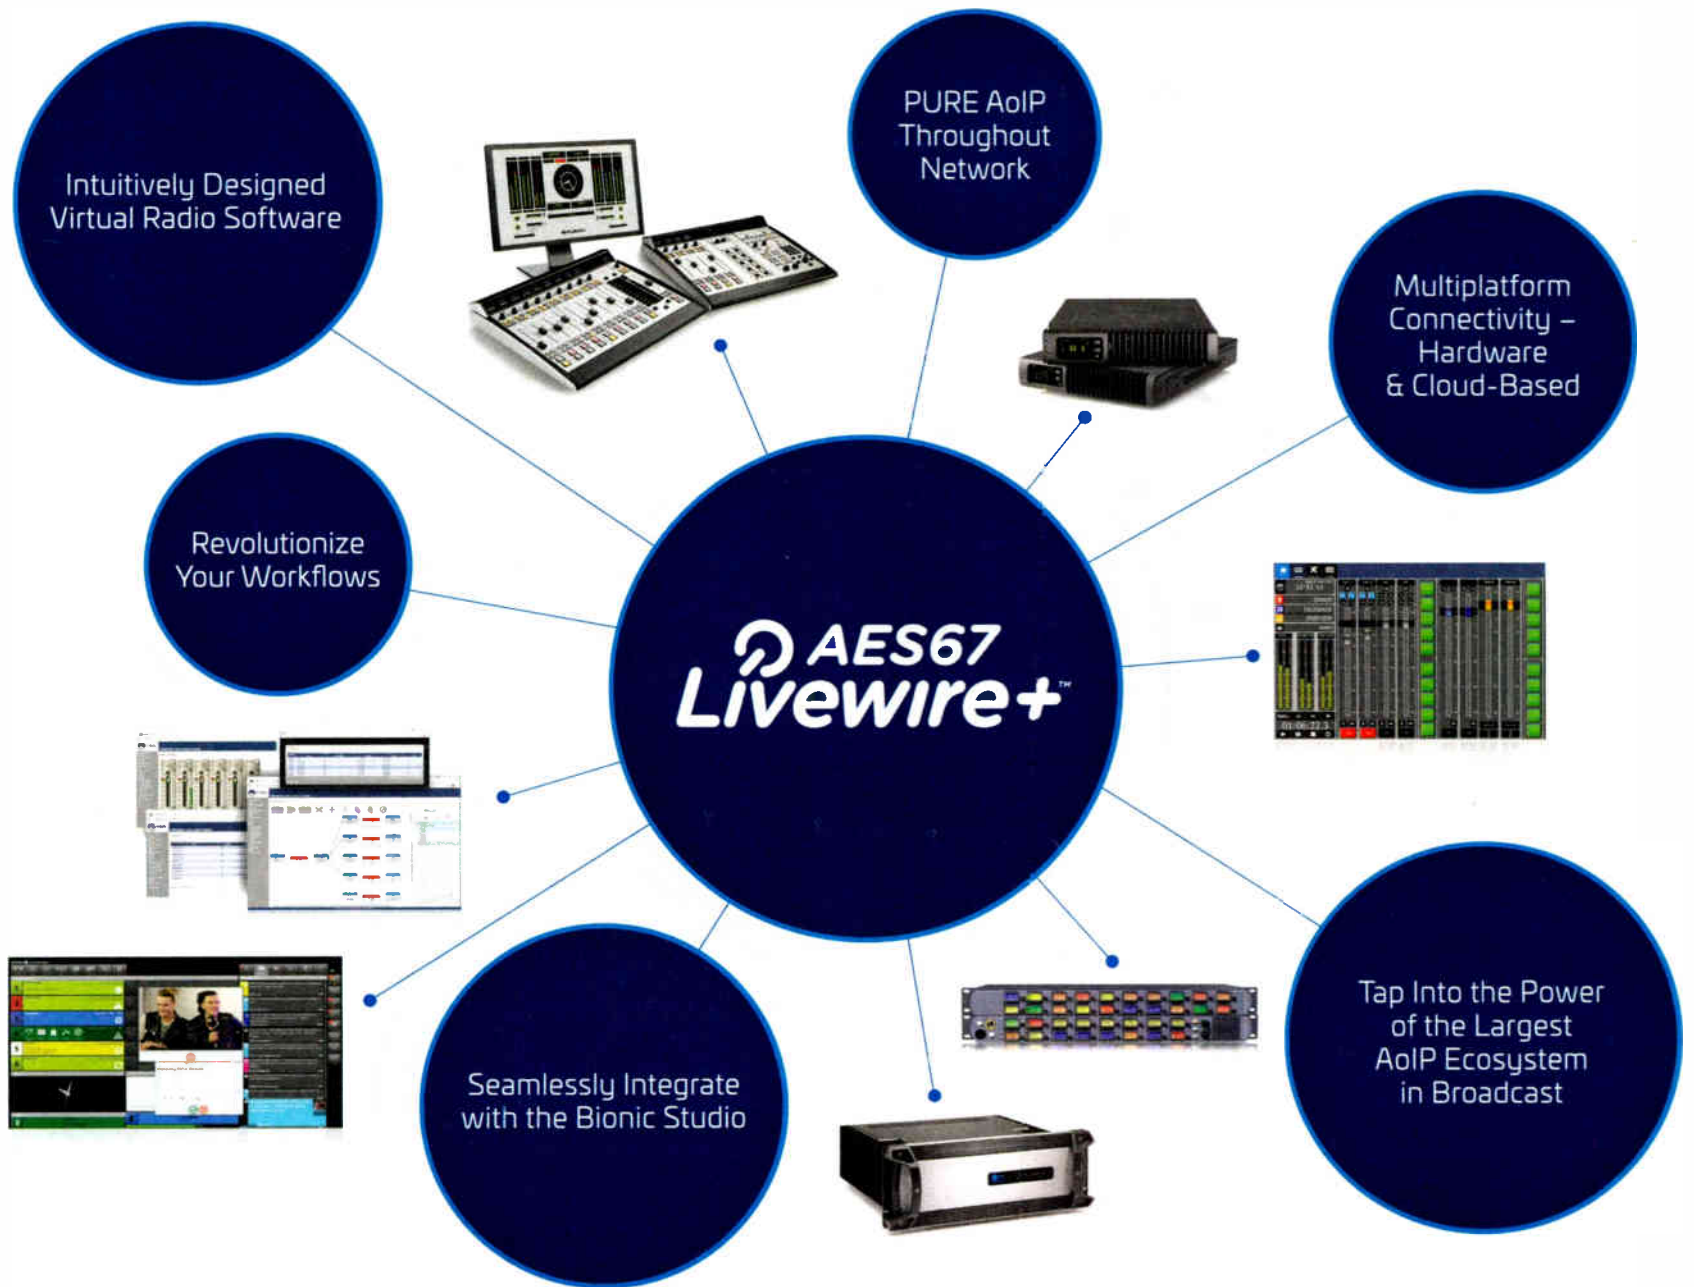 PURE AoIP
Throughout
Network
Intuitively Designed
Virtual Radio Software
Multiplatform
Connectivity –
Hardware
& Cloud-Based
Revolutionize
Your Workflows
AES67
Livewire+™
Tap Into the Power
of the Largest
AoIP Ecosystem
in Broadcast
Seamlessly Integrate
with the Bionic Studio